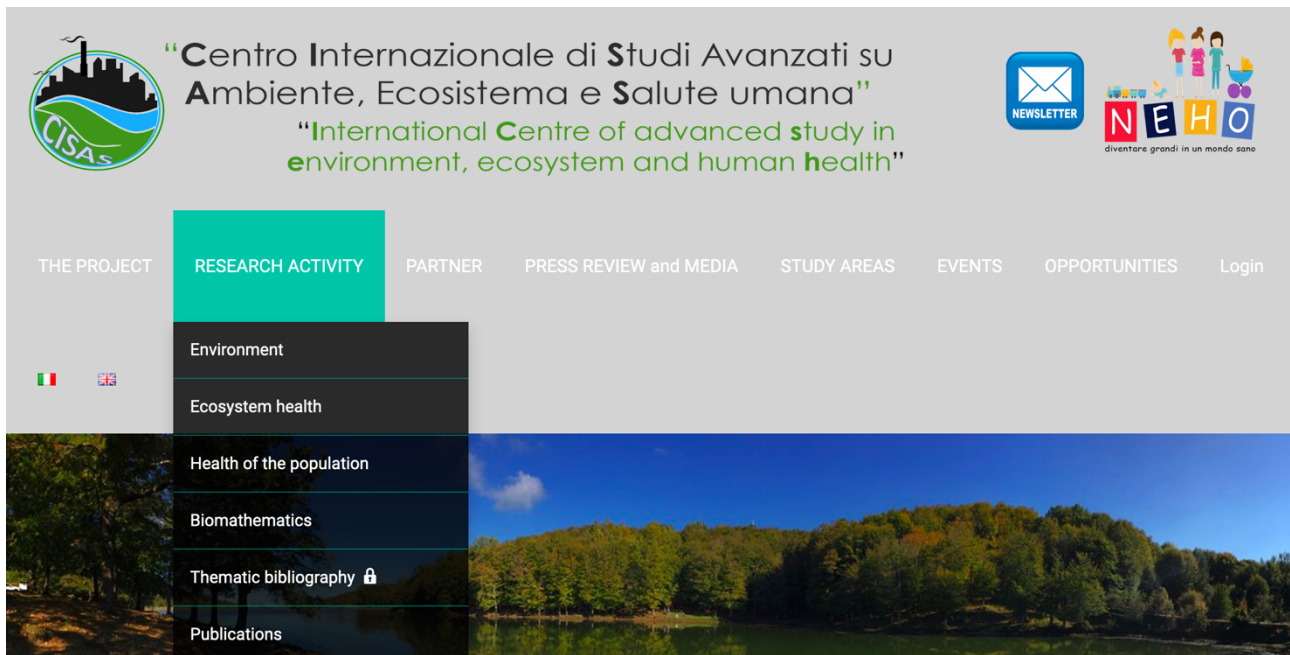 CISAs
“Centro Internazionale di Studi Avanzati su
Ambiente, Ecosistema e Salute umana”
“International Centre of advanced study in
environment, ecosystem and human health”
NEWSLETTER
NEHO
diventare grandi in un mondo sano
THE PROJECT RESEARCH ACTIVITY PARTNER PRESS REVIEW and MEDIA STUDY AREAS EVENTS OPPORTUNITIES Login
Environment
Ecosystem health
Health of the population
Biomathematics
Thematic bibliography
Publications